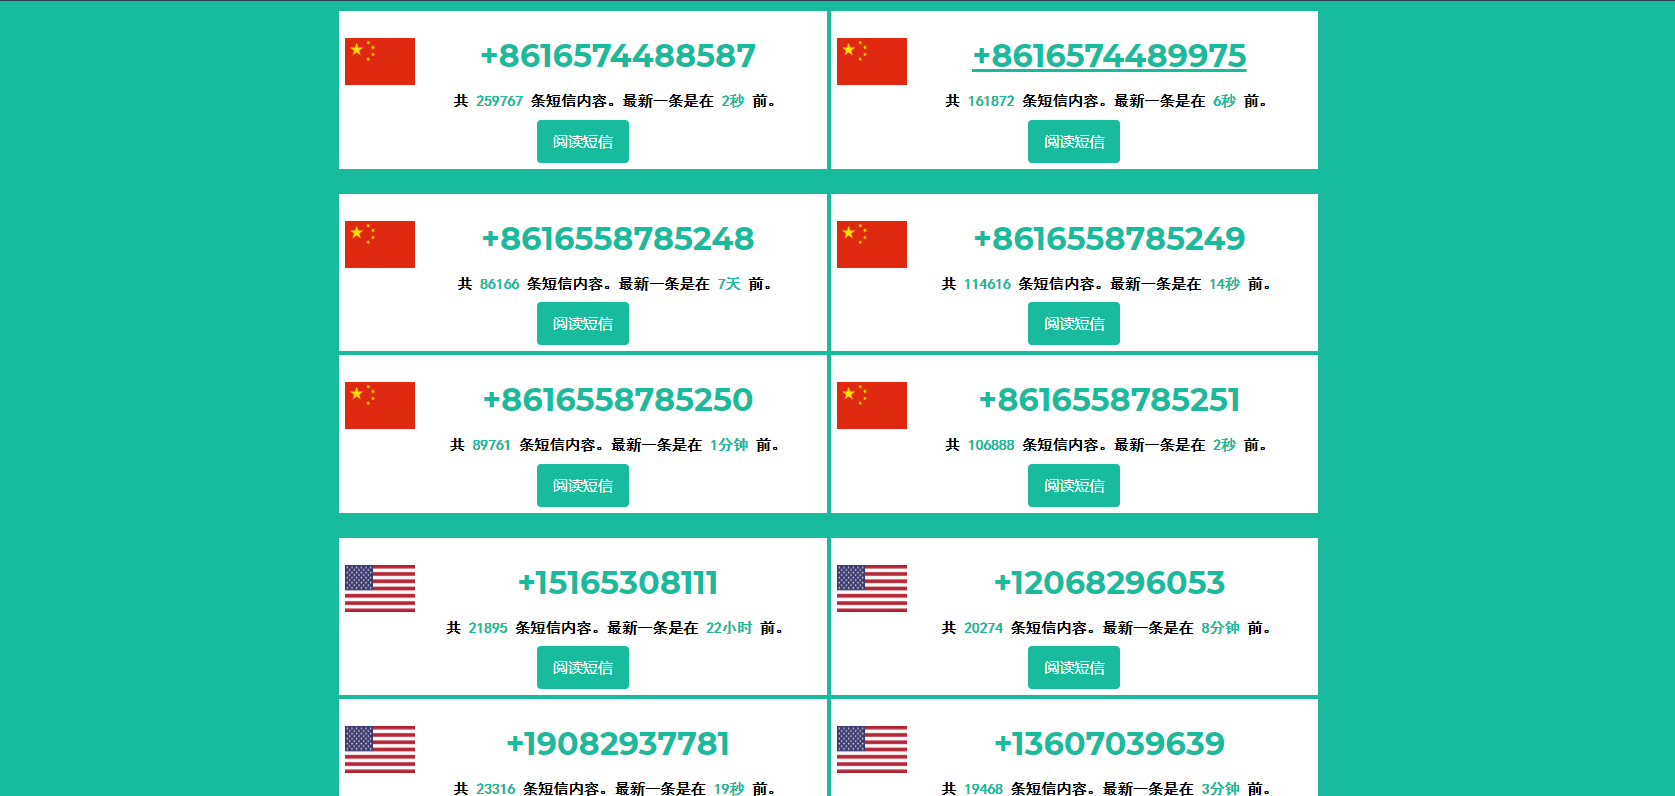 +8616574488587
共 259767 条短信内容。最新一条是在 2秒 前。
阅读短信
+8616574489975
共 161872 条短信内容。最新一条是在 6秒 前。
阅读短信
+8616558785248
共 86166 条短信内容。最新一条是在 7天 前。
阅读短信
+8616558785249
共 114616 条短信内容。最新一条是在 14秒 前。
阅读短信
+8616558785250
共 89761 条短信内容。最新一条是在 1分钟 前。
阅读短信
+8616558785251
共 106888 条短信内容。最新一条是在 2秒 前。
阅读短信
+15165308111
共 21895 条短信内容。最新一条是在 22小时 前。
阅读短信
+12068296053
共 20274 条短信内容。最新一条是在 8分钟 前。
阅读短信
+19082937781
共 23316 条短信内容。最新一条是在 19秒 前。
+13607039639
共 19468 条短信内容。最新一条是在 3分钟 前。